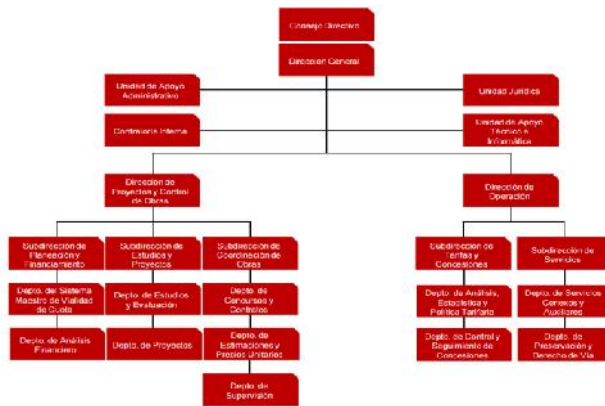 Consejo Directivo
Dirección General
Unidad de Apoyo
Administrativo
Unidad Jurídica
Contraloría Interna
Unidad de Apoyo
Técnico e
Informática
Dirección de
Proyectos y Control
de Obras
Dirección de
Operación
Subdirección de
Planeación y
Financiamiento
Subdirección de
Estudios y
Proyectos
Subdirección de
Coordinación de
Obras
Subdirección de
Tarifas y
Concesiones
Subdirección
de Servicios
Depto. del Sistema
Maestro de Vialidad
de Cuota
Depto. de Estudios
y Evaluación
Depto. de
Concursos y
Contratos
Depto. de Análisis,
Estadística y
Política Tarifaria
Depto. de Servicios
Conexos y
Auxiliares
Depto. de Análisis
Financiero
Depto. de Proyectos
Depto. de
Estimaciones y
Precios Unitarios
Depto. de Control y
Seguimiento de
Concesiones
Depto. de
Preservación y
Derecho de Vía
Depto. de
Supervisión